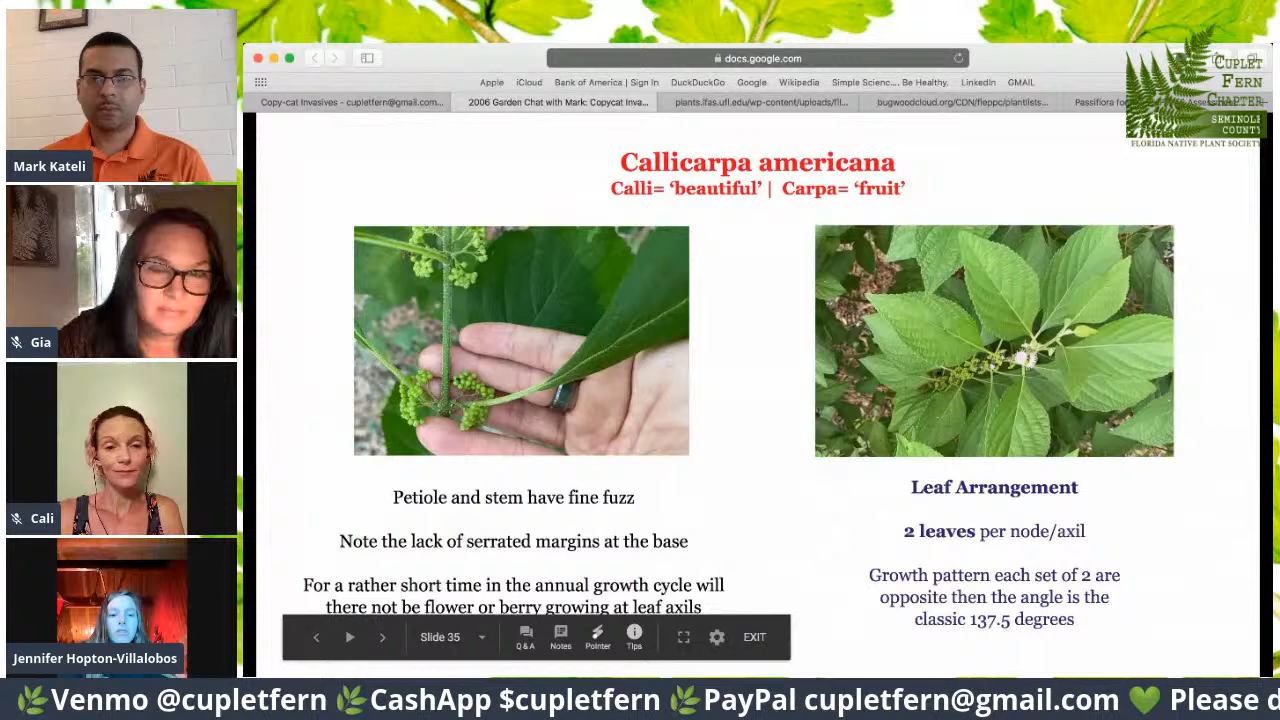 Mark Kateli
Gia
Cali
Jennifer Hopton-Villalobos
docs.google.com
Apple iCloud Bank of America | Sign In DuckDuckGo Google Wikipedia Simple Scienc... Be Healthy. LinkedIn GMAIL
Copy-cat Invasives - cupletfern@gmail.com... 2006 Garden Chat with Mark: Copycat Inva... plants.ifas.ufl.edu/wp-content/uploads/fil... bugwoodcloud.org/CDN/fleppc/plantlists... Passiflora
CUPLET
FERN
CHAPTER
SEMINOLE
COUNTY
FLORIDA NATIVE PLANT SOCIETY
Callicarpa americana
Calli= ‘beautiful’ | Carpa= ‘fruit’
Petiole and stem have fine fuzz
Note the lack of serrated margins at the base
For a rather short time in the annual growth cycle will
there not be flower or berry growing at leaf axils
Leaf Arrangement
2 leaves per node/axil
Growth pattern each set of 2 are
opposite then the angle is the
classic 137.5 degrees
Slide 35 Q & A Notes Pointer Tips EXIT
🌿Venmo @cupletfern 🌿CashApp $cupletfern 🌿PayPal cupletfern@gmail.com 💚 Please d